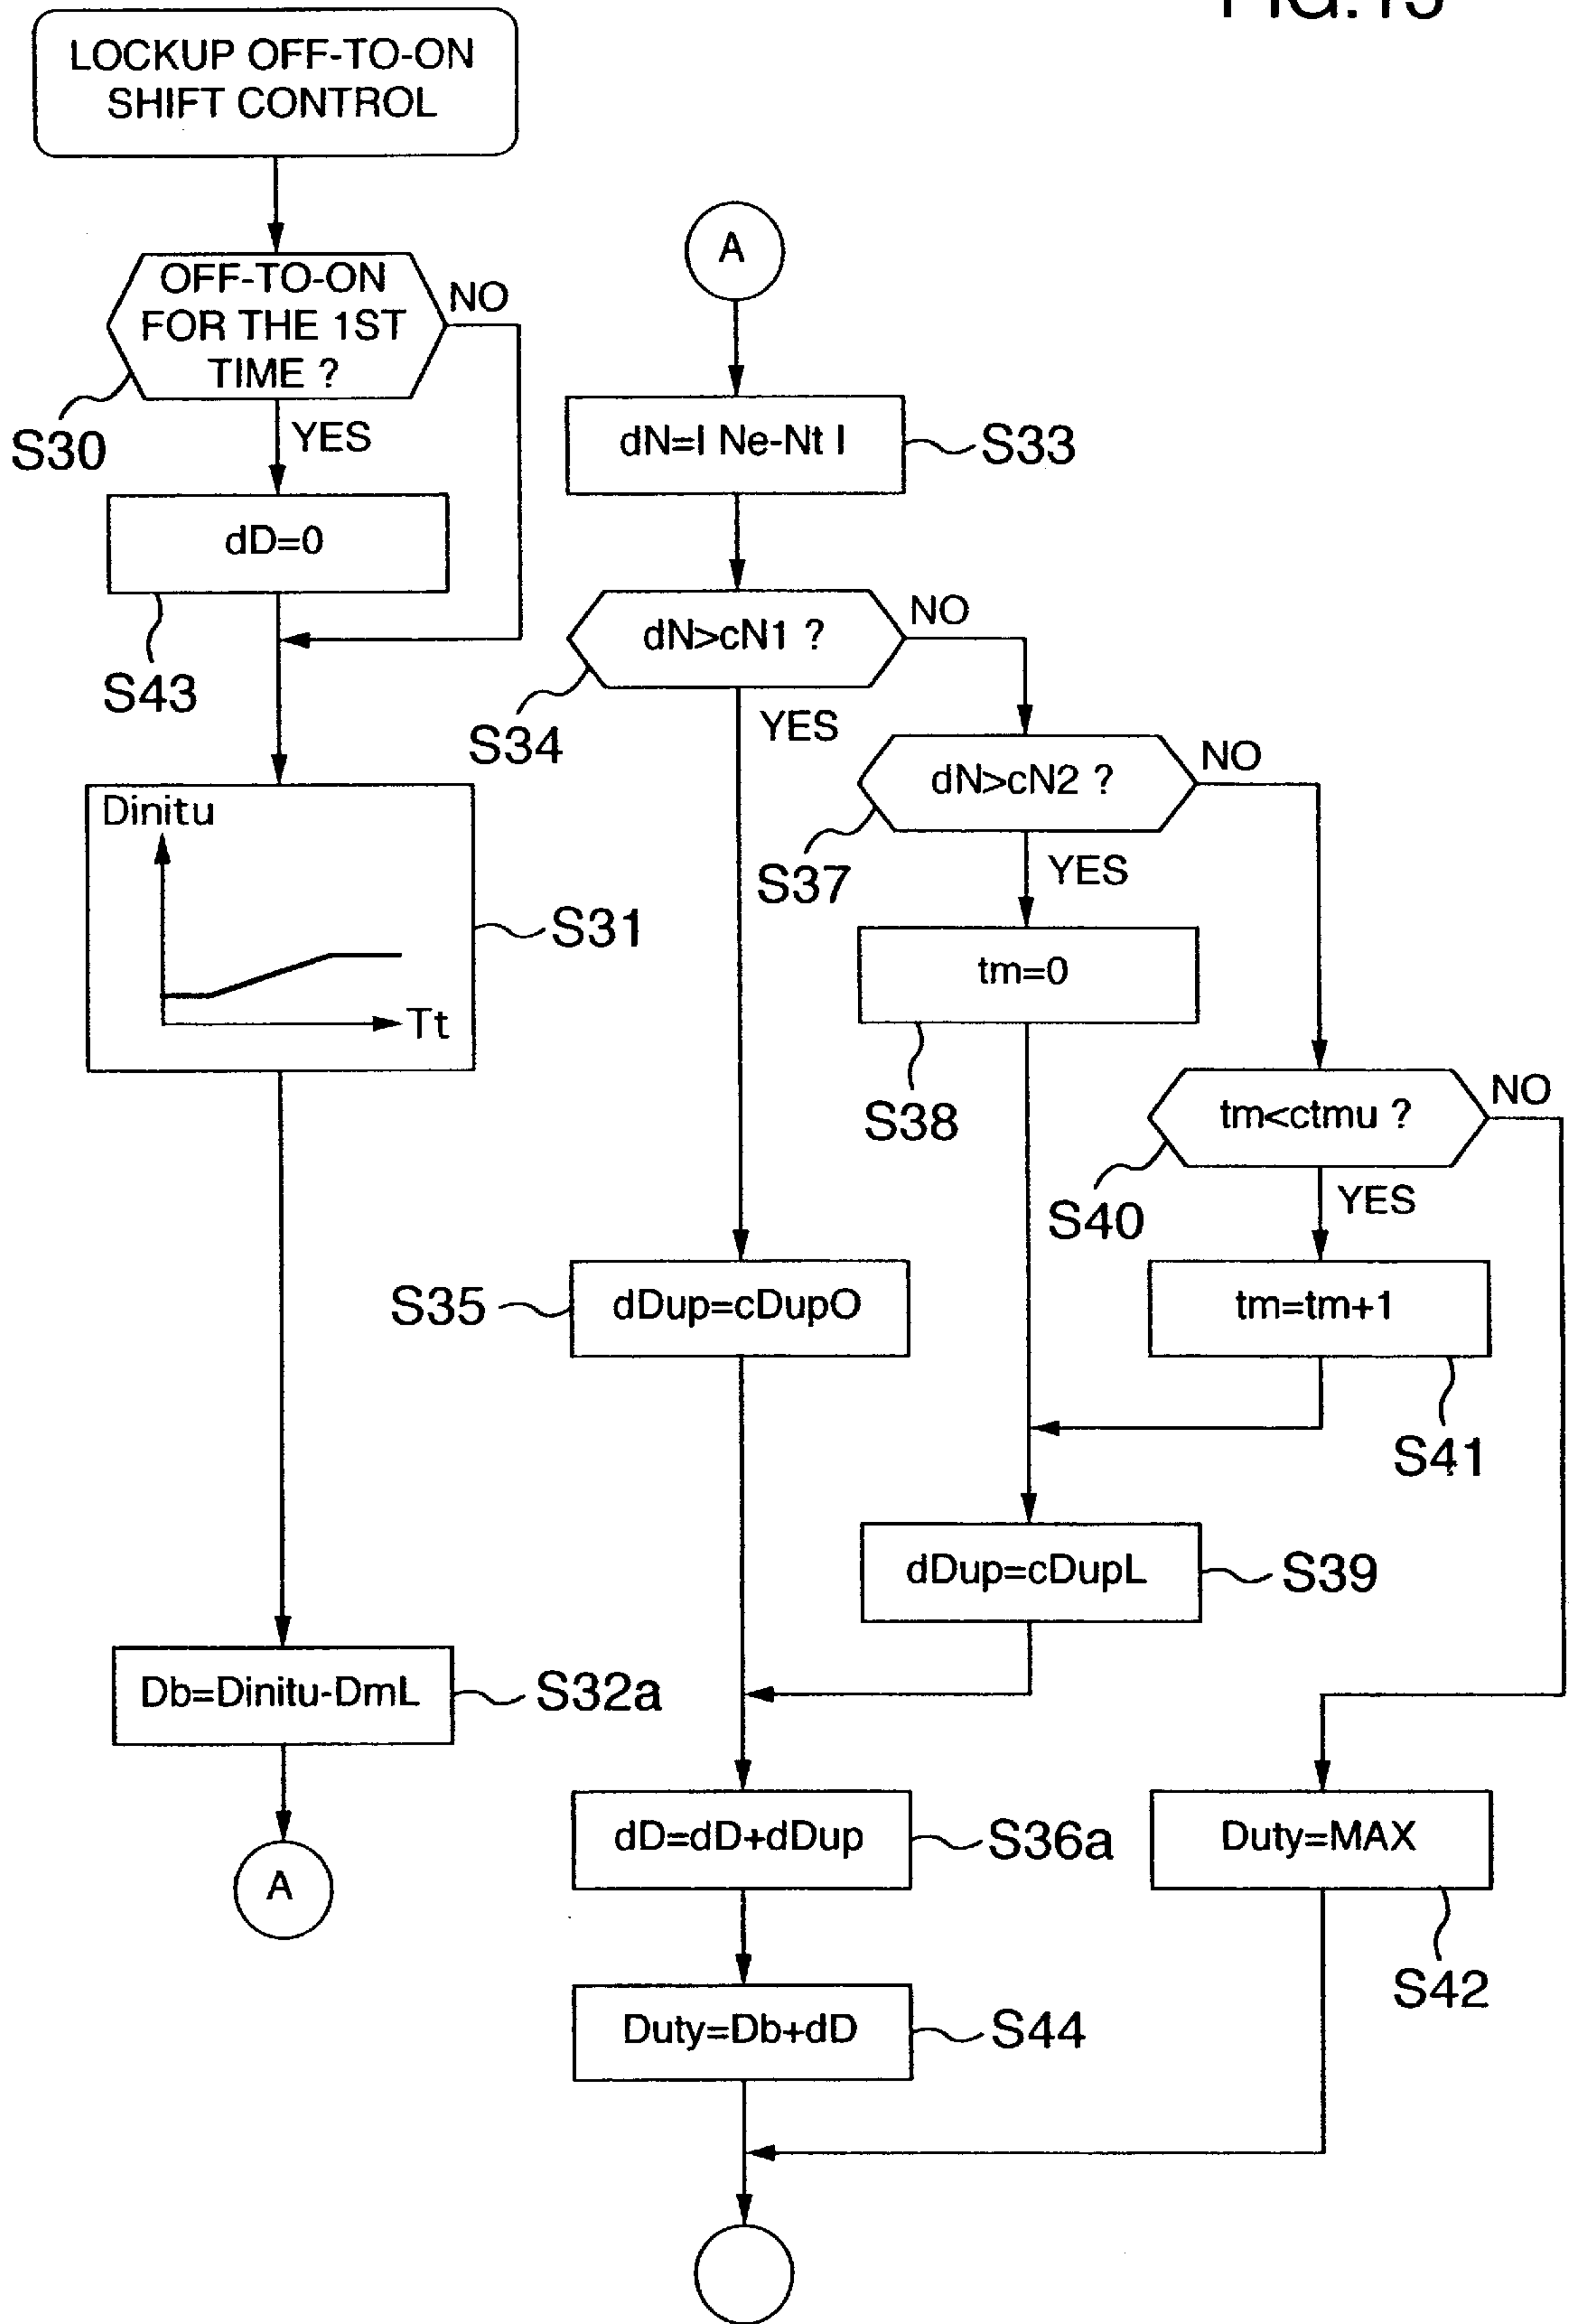 LOCKUP OFF-TO-ON
SHIFT CONTROL
OFF-TO-ON
FOR THE 1ST
TIME ?
NO
S30
YES
dD=0
S43
Dinitu
Tt
S31
Db=Dinitu-DmL
S32a
A
A
dN=I Ne-Nt I
S33
dN>cN1 ?
NO
S34
YES
dN>cN2 ?
NO
S37
YES
tm=0
S38
tm<ctmu ?
NO
S40
YES
S35
dDup=cDupO
tm=tm+1
S41
dDup=cDupL
S39
dD=dD+dDup
S36a
Duty=MAX
S42
Duty=Db+dD
S44